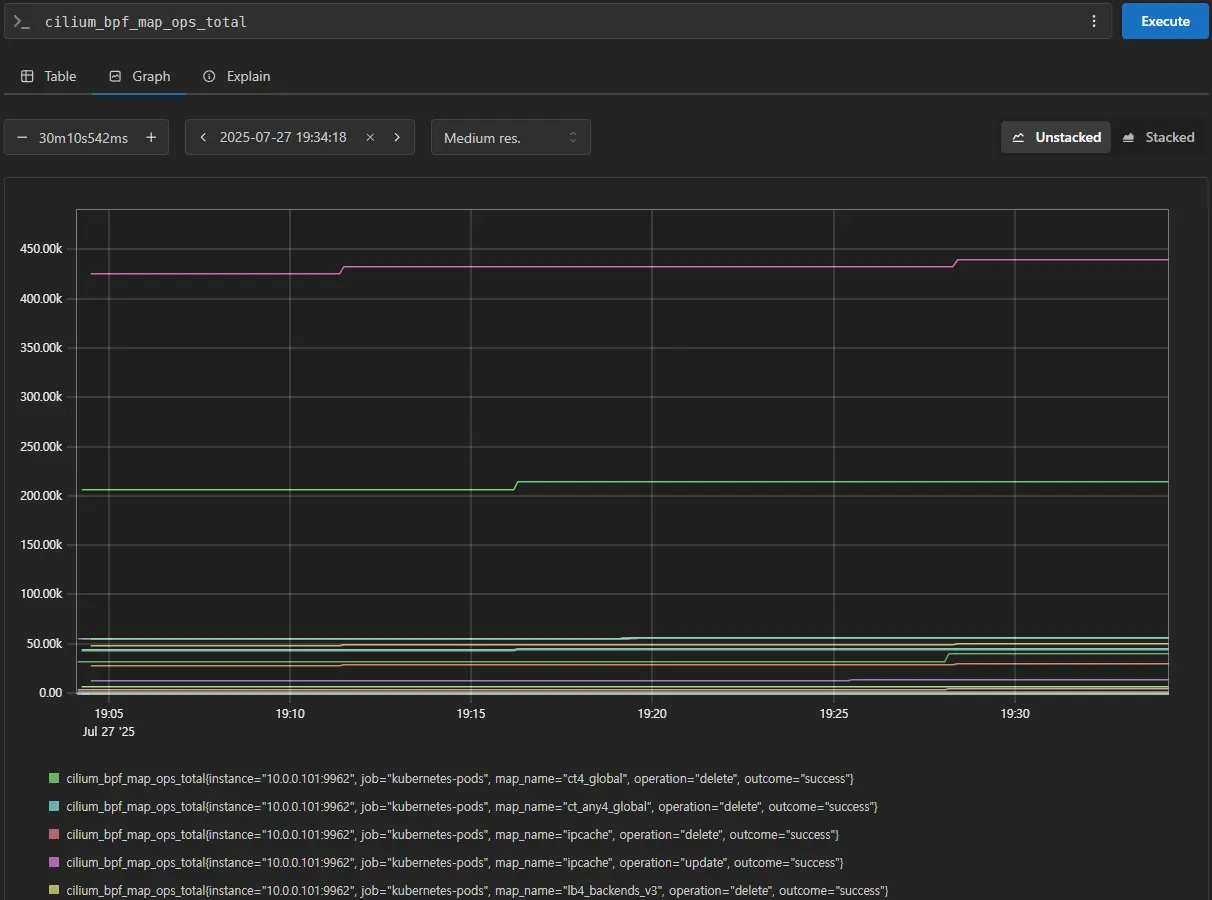 >_ cilium_bpf_map_ops_total
Execute
Table Graph Explain
− 30m10s542ms + < 2025-07-27 19:34:18 × > Medium res. Unstacked Stacked
450.00k
400.00k
350.00k
300.00k
250.00k
200.00k
150.00k
100.00k
50.00k
0.00
19:05 19:10 19:15 19:20 19:25 19:30
Jul 27 '25
cilium_bpf_map_ops_total{instance="10.0.0.101:9962", job="kubernetes-pods", map_name="ct4_global", operation="delete", outcome="success"}
cilium_bpf_map_ops_total{instance="10.0.0.101:9962", job="kubernetes-pods", map_name="ct_any4_global", operation="delete", outcome="success"}
cilium_bpf_map_ops_total{instance="10.0.0.101:9962", job="kubernetes-pods", map_name="ipcache", operation="delete", outcome="success"}
cilium_bpf_map_ops_total{instance="10.0.0.101:9962", job="kubernetes-pods", map_name="ipcache", operation="update", outcome="success"}
cilium_bpf_map_ops_total{instance="10.0.0.101:9962", job="kubernetes-pods", map_name="lb4_backends_v3", operation="delete", outcome="success"}